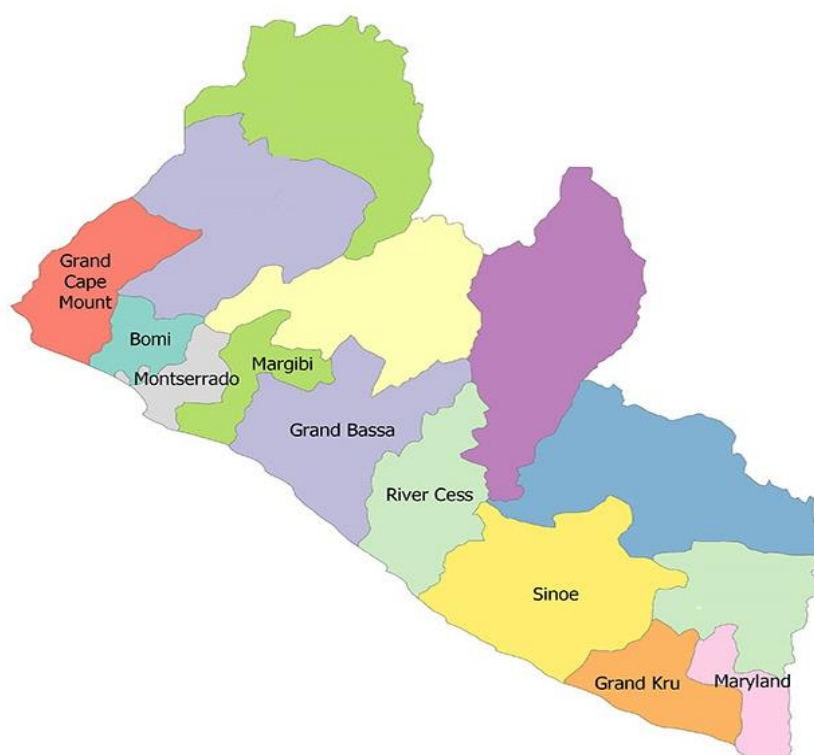 Grand
Cape
Mount
Bomi
Montserrado
Margibi
Grand Bassa
River Cess
Sinoe
Grand Kru
Maryland